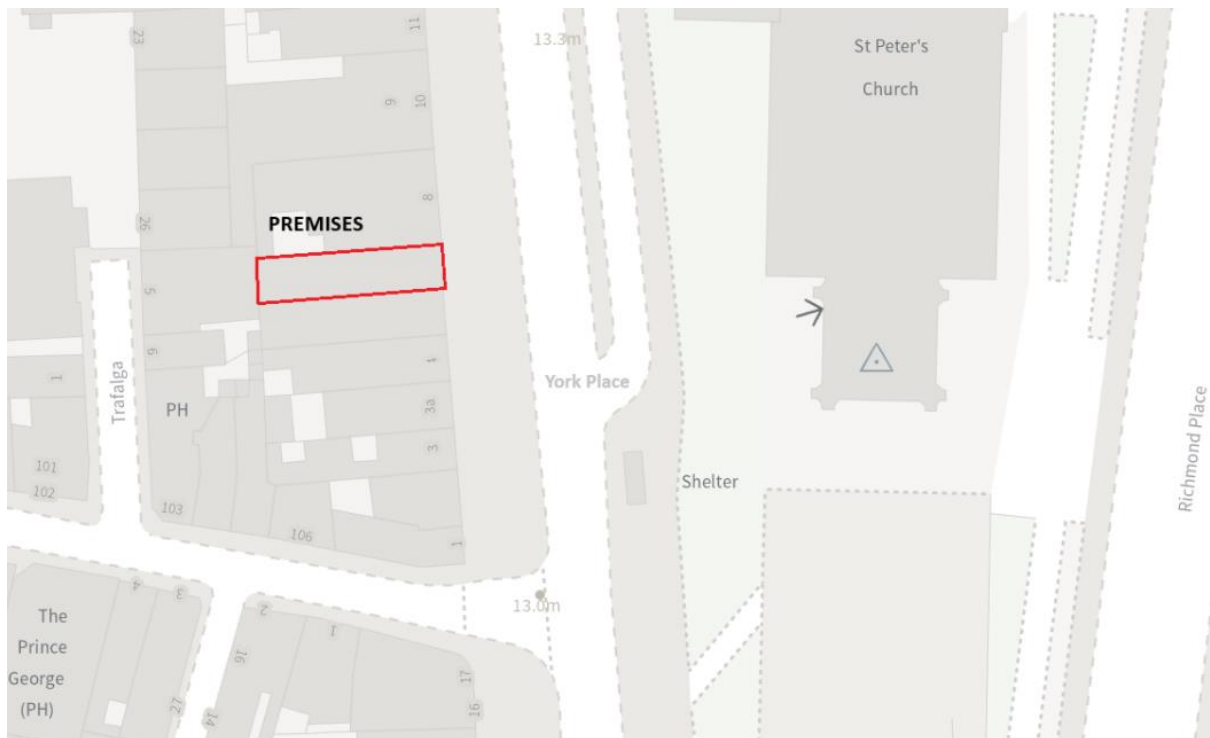 23
11
13.3m
St Peter's
Church
9
10
8
26
PREMISES
5
6
1
York Place
Trafalga
PH
1
3a
3
101
102
103
106
1
Shelter
Richmond Place
13.0m
4
3
2
1
The
Prince
George
(PH)
16
17
27
14
16